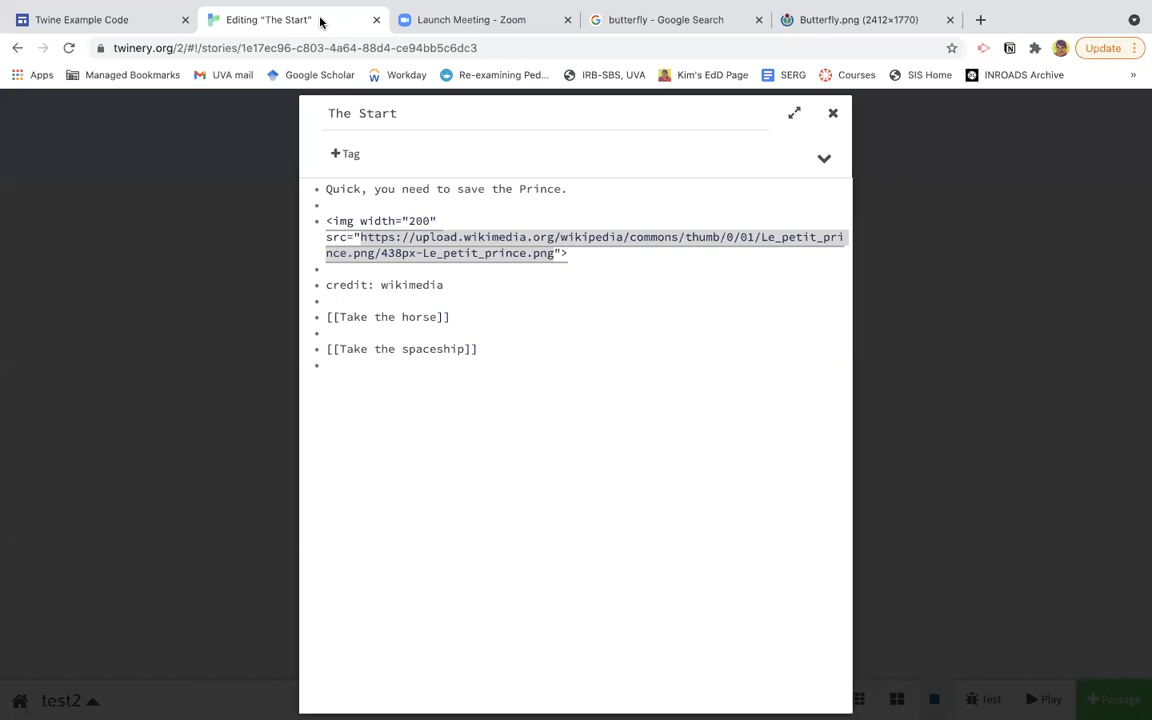 Twine Example Code
Editing "The Start"
Launch Meeting - Zoom
butterfly - Google Search
Butterfly.png (2412×1770)
twinery.org/2/#!/stories/1e17ec96-c803-4a64-88d4-ce94bb5c6dc3
Update
Apps
Managed Bookmarks
UVA mail
Google Scholar
Workday
Re-examining Ped...
IRB-SBS, UVA
Kim's EdD Page
SERG
Courses
SIS Home
INROADS Archive
»
The Start
+Tag
Quick, you need to save the Prince.
<img width="200"
src="https://upload.wikimedia.org/wikipedia/commons/thumb/0/01/Le_petit_pri
nce.png/438px-Le_petit_prince.png">
credit: wikimedia
[[Take the horse]]
[[Take the spaceship]]
test2
Test
Play
+Passage